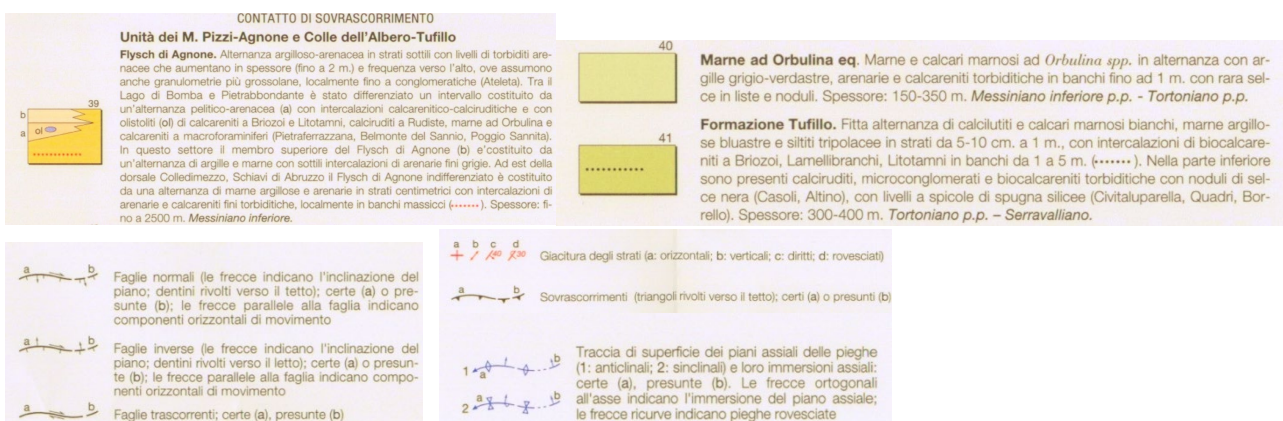 CONTATTO DI SOVRASCORRIMENTO
Unità dei M. Pizzi-Agnone e Colle dell'Albero-Tufillo
Flysch di Agnone. Alternanza argilloso-arenacea in strati sottili con livelli di torbiditi are-
nacee che aumentano in spessore (fino a 2 m.) e frequenza verso l'alto, ove assumono
anche granulometrie più grossolane, localmente fino a conglomeratiche (Ateleta). Tra il
Lago di Bomba e Pietrabbondante è stato differenziato un intervallo costituito da
un'alternanza pelitico-arenacea (a) con intercalazioni calcarenitico-calciruditiche e con
olistoliti (ol) di calcareniti a Briozoi e Litotamni, calciruditi a Rudiste, marne ad Orbulina e
calcareniti a macroforaminiferi (Pietraferrazzana, Belmonte del Sannio, Poggio Sannita).
In questo settore il membro superiore del Flysch di Agnone (b) e'costituito da
un'alternanza di argille e marne con sottili intercalazioni di arenarie fini grigie. Ad est della
dorsale Colledimezzo, Schiavi di Abruzzo il Flysch di Agnone indifferenziato è costituito
da una alternanza di marne argillose e arenarie in strati centimetrici con intercalazioni di
arenarie e calcareniti fini torbiditiche, localmente in banchi massicci (.......). Spessore: fi-
no a 2500 m. Messiniano inferiore.
39
b
a
ol
40
Marne ad Orbulina eq. Marne e calcari marnosi ad Orbulina spp. in alternanza con ar-
gille grigio-verdastre, arenarie e calcareniti torbiditiche in banchi fino ad 1 m. con rara sel-
ce in liste e noduli. Spessore: 150-350 m. Messiniano inferiore p.p. - Tortoniano p.p.
41
Formazione Tufillo. Fitta alternanza di calcilutiti e calcari marnosi bianchi, marne argillo-
se bluastre e siltiti tripolacee in strati da 5-10 cm. a 1 m., con intercalazioni di biocalcare-
niti a Briozoi, Lamellibranchi, Litotamni in banchi da 1 a 5 m. (.......). Nella parte inferiore
sono presenti calciruditi, microconglomerati e biocalcareniti torbiditiche con noduli di sel-
ce nera (Casoli, Altino), con livelli a spicole di spugna silicee (Civitaluparella, Quadri, Bor-
rello). Spessore: 300-400 m. Tortoniano p.p. – Serravalliano.
a b
Faglie normali (le frecce indicano l'inclinazione del
piano; dentini rivolti verso il tetto); certe (a) o pre-
sunte (b); le frecce parallele alla faglia indicano
componenti orizzontali di movimento
a b
Faglie inverse (le frecce indicano l'inclinazione del
piano; dentini rivolti verso il letto); certe (a) o presun-
te (b); le frecce parallele alla faglia indicano compo-
nenti orizzontali di movimento
a b
Faglie trascorrenti; certe (a), presunte (b)
a b c d
40 30
Giacitura degli strati (a: orizzontali; b: verticali; c: diritti; d: rovesciati)
a b
Sovrascorrimenti (triangoli rivolti verso il tetto); certi (a) o presunti (b)
1 a b
2 a b
Traccia di superficie dei piani assiali delle pieghe
(1: anticlinali; 2: sinclinali) e loro immersioni assiali:
certe (a), presunte (b). Le frecce ortogonali
all'asse indicano l'immersione del piano assiale;
le frecce ricurve indicano pieghe rovesciate